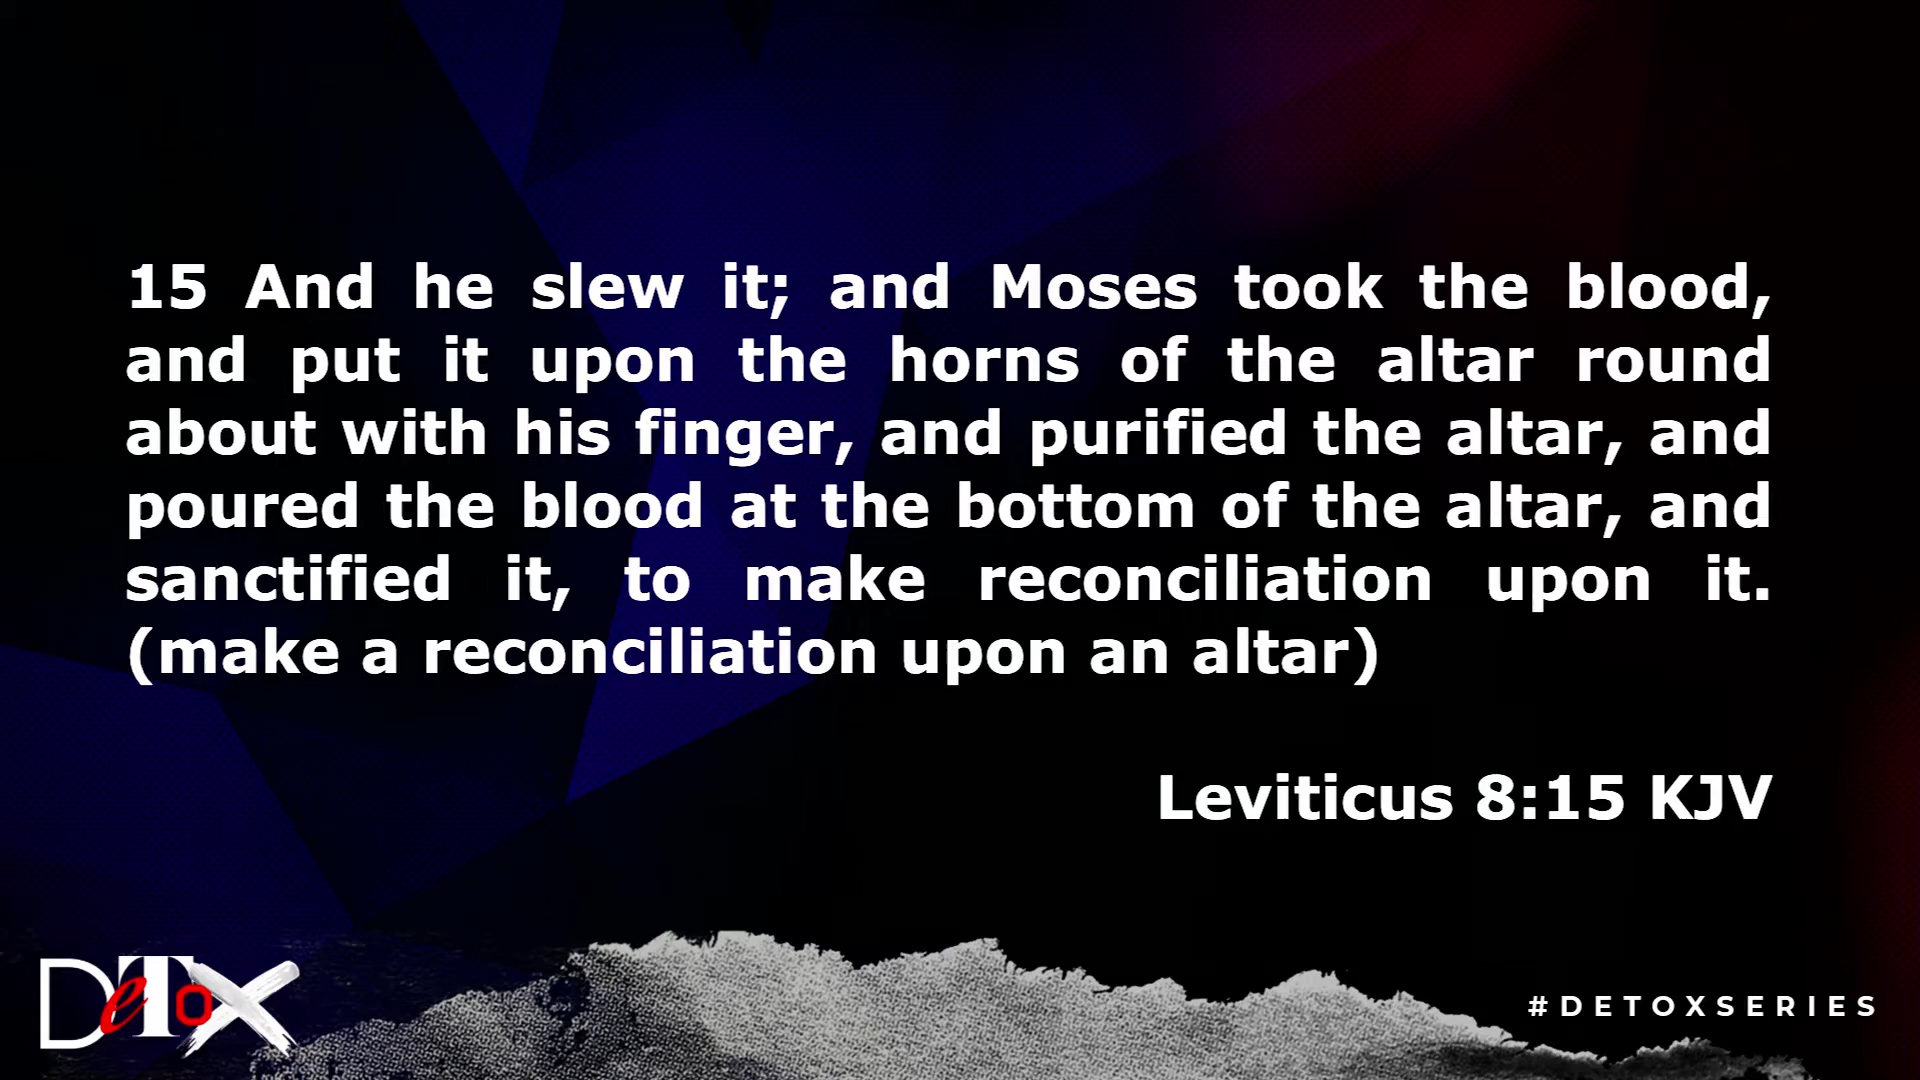 15 And he slew it; and Moses took the blood,
and put it upon the horns of the altar round
about with his finger, and purified the altar, and
poured the blood at the bottom of the altar, and
sanctified it, to make reconciliation upon it.
(make a reconciliation upon an altar)
Leviticus 8:15 KJV
DeToX
#DETOXSERIES